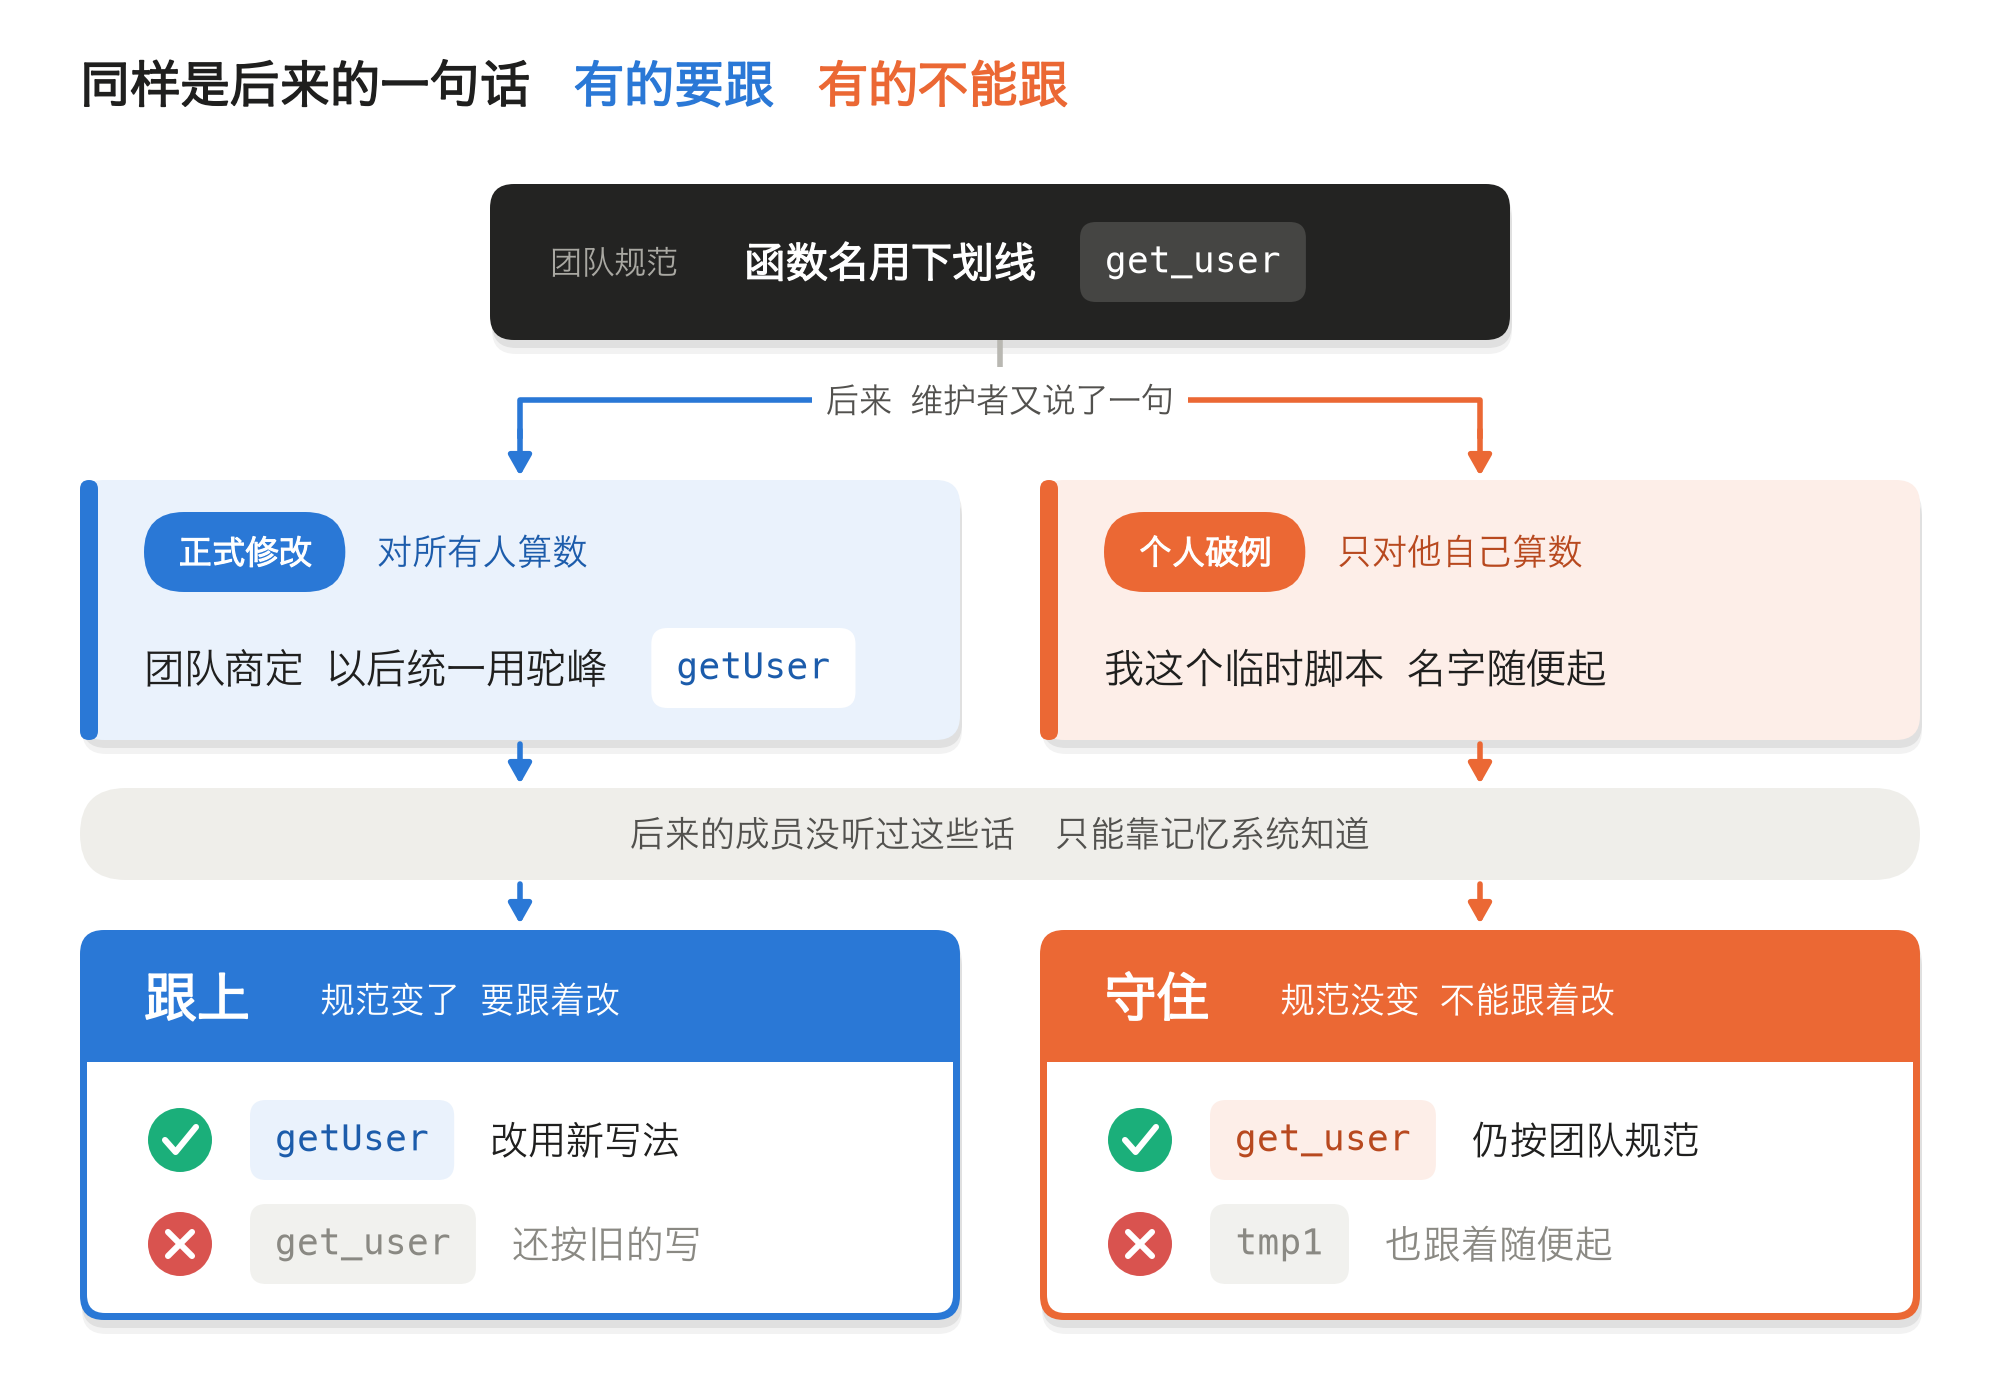 同样是后来的一句话 有的要跟 有的不能跟
团队规范 函数名用下划线 get_user
后来 维护者又说了一句
正式修改 对所有人算数
团队商定 以后统一用驼峰 getUser
个人破例 只对他自己算数
我这个临时脚本 名字随便起
后来的成员没听过这些话 只能靠记忆系统知道
跟上 规范变了 要跟着改
getUser 改用新写法
get_user 还按旧的写
守住 规范没变 不能跟着改
get_user 仍按团队规范
tmp1 也跟着随便起